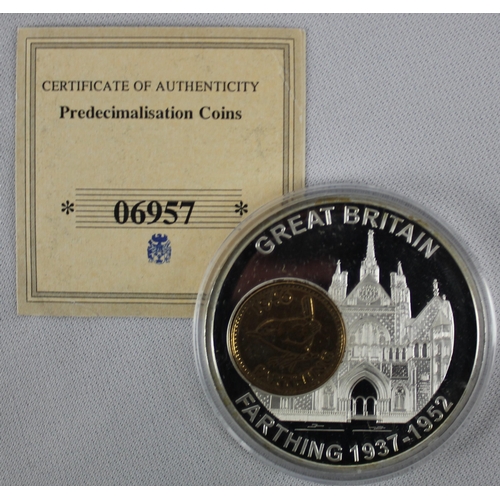 CERTIFICATE OF AUTHENTICITY
Predecimalisation Coins
* 06957 *
GREAT BRITAIN
FARTHING 1937-1952